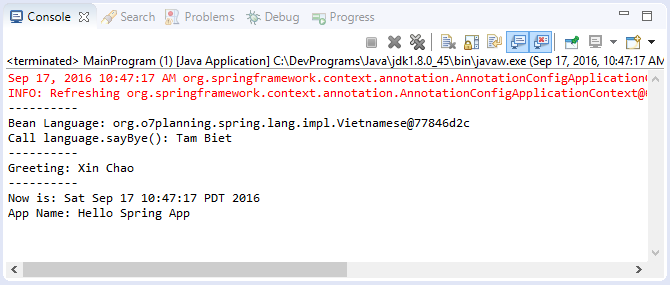 Console Search Problems Debug Progress
<terminated> MainProgram (1) [Java Application] C:\DevPrograms\Java\jdk1.8.0_45\bin\javaw.exe (Sep 17, 2016, 10:47:17 AM
Sep 17, 2016 10:47:17 AM org.springframework.context.annotation.AnnotationConfigApplication
INFO: Refreshing org.springframework.context.annotation.AnnotationConfigApplicationContext@
----------
Bean Language: org.o7planning.spring.lang.impl.Vietnamese@77846d2c
Call language.sayBye(): Tam Biet
----------
Greeting: Xin Chao
----------
Now is: Sat Sep 17 10:47:17 PDT 2016
App Name: Hello Spring App